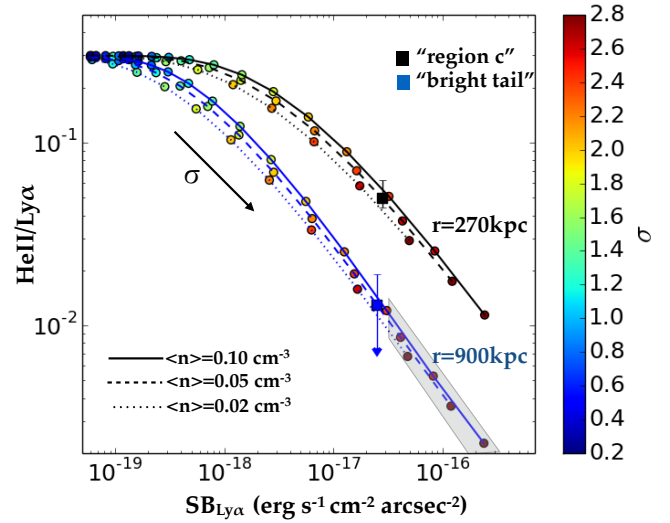 "region c"
"bright tail"
10⁻¹
10⁻²
HeII/Lyα
σ
r=270kpc
r=900kpc
<n>=0.10 cm⁻³
<n>=0.05 cm⁻³
<n>=0.02 cm⁻³
10⁻¹⁹ 10⁻¹⁸ 10⁻¹⁷ 10⁻¹⁶
SB_Lyα (erg s⁻¹ cm⁻² arcsec⁻²)
2.8
2.6
2.4
2.2
2.0
1.8
1.6
1.4
1.2
1.0
0.8
0.6
0.4
0.2
σ